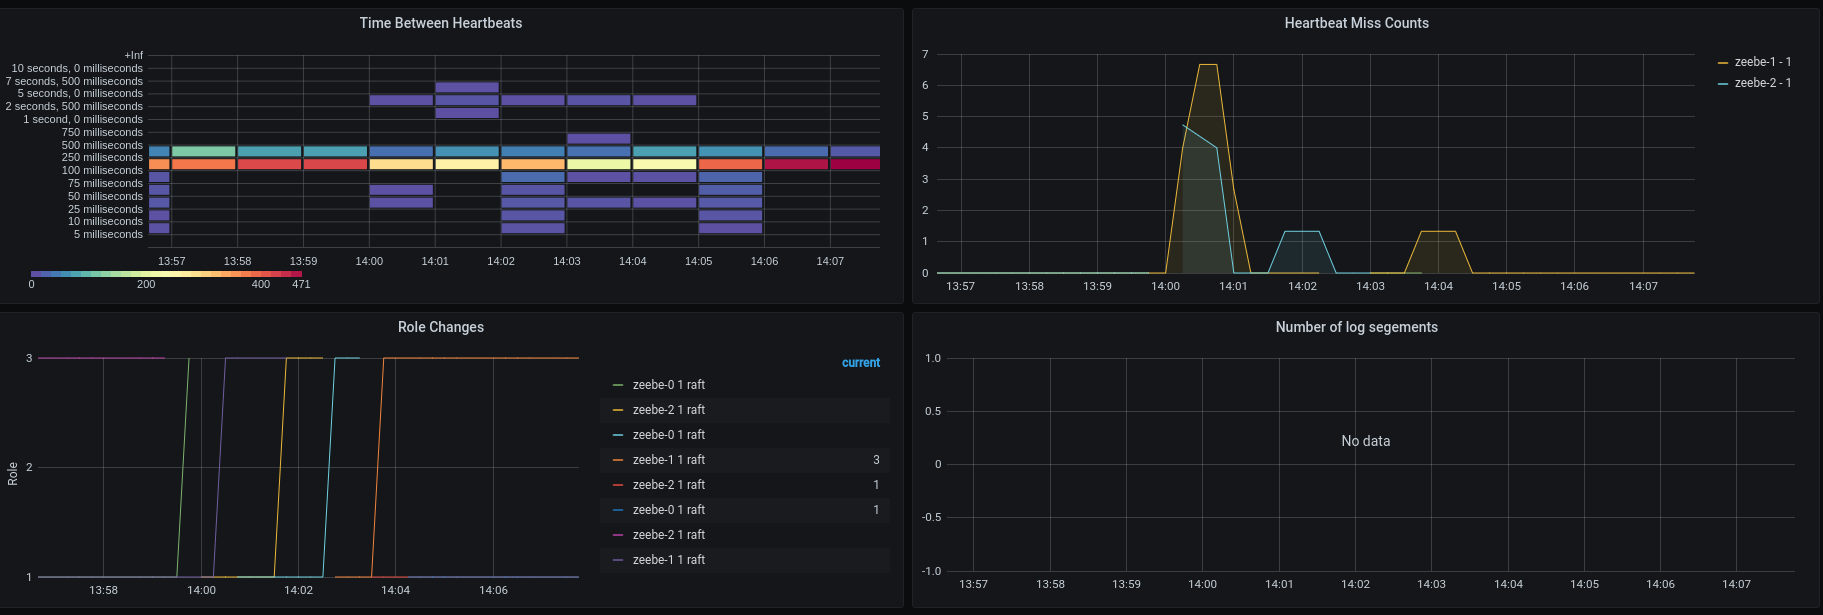 Time Between Heartbeats
+Inf
10 seconds, 0 milliseconds
7 seconds, 500 milliseconds
5 seconds, 0 milliseconds
2 seconds, 500 milliseconds
1 second, 0 milliseconds
750 milliseconds
500 milliseconds
250 milliseconds
100 milliseconds
75 milliseconds
50 milliseconds
25 milliseconds
10 milliseconds
5 milliseconds
13:57 13:58 13:59 14:00 14:01 14:02 14:03 14:04 14:05 14:06 14:07
0 200 400 471
Heartbeat Miss Counts
7
6
5
4
3
2
1
0
13:57 13:58 13:59 14:00 14:01 14:02 14:03 14:04 14:05 14:06 14:07
zeebe-1 - 1
zeebe-2 - 1
Role Changes
Role
3
2
1
13:58 14:00 14:02 14:04 14:06
current
zeebe-0 1 raft
zeebe-2 1 raft
zeebe-0 1 raft
zeebe-1 1 raft 3
zeebe-2 1 raft 1
zeebe-0 1 raft 1
zeebe-2 1 raft
zeebe-1 1 raft
Number of log segements
1.0
0.5
0
-0.5
-1.0
No data
13:57 13:58 13:59 14:00 14:01 14:02 14:03 14:04 14:05 14:06 14:07